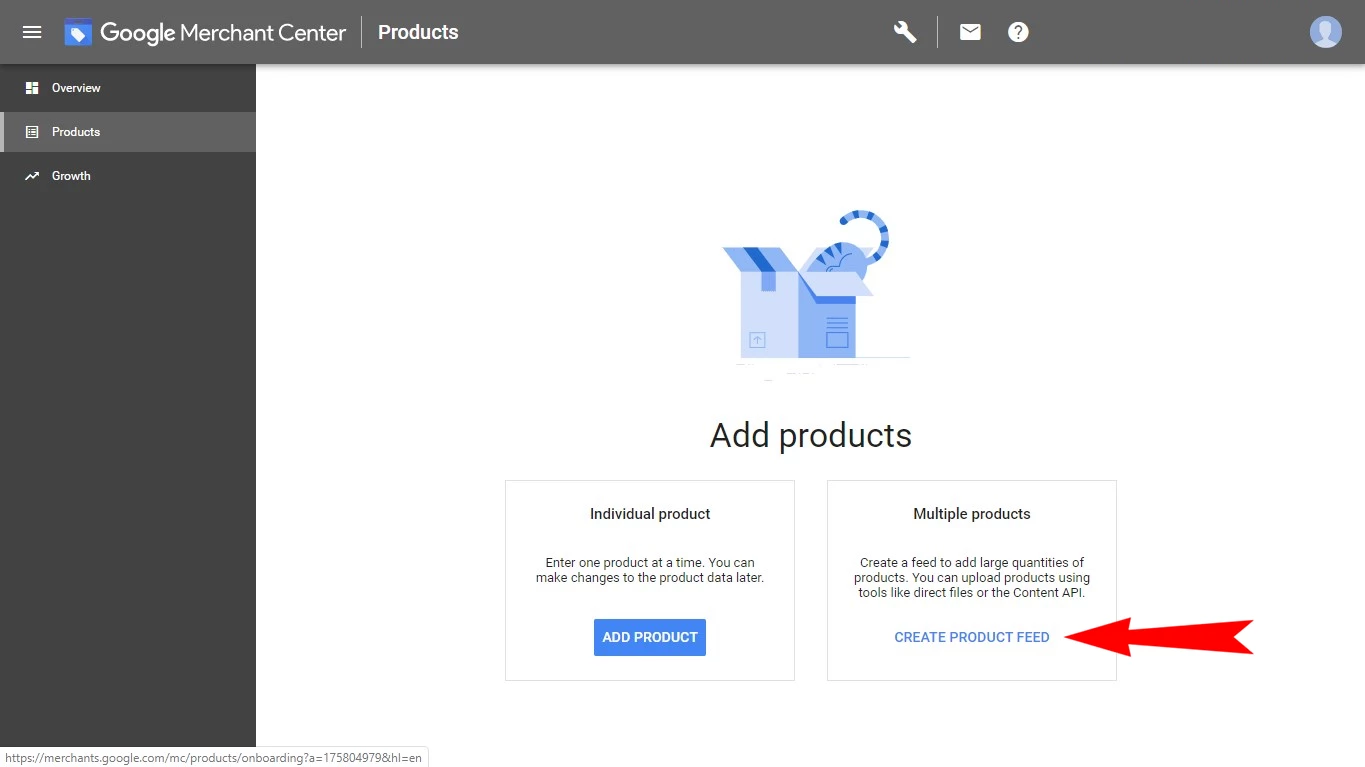 Google Merchant Center
Products
Overview
Products
Growth
Add products
Individual product
Enter one product at a time. You can
make changes to the product data later.
ADD PRODUCT
Multiple products
Create a feed to add large quantities of
products. You can upload products using
tools like direct files or the Content API.
CREATE PRODUCT FEED
https://merchants.google.com/mc/products/onboarding?a=175804979&hl=en